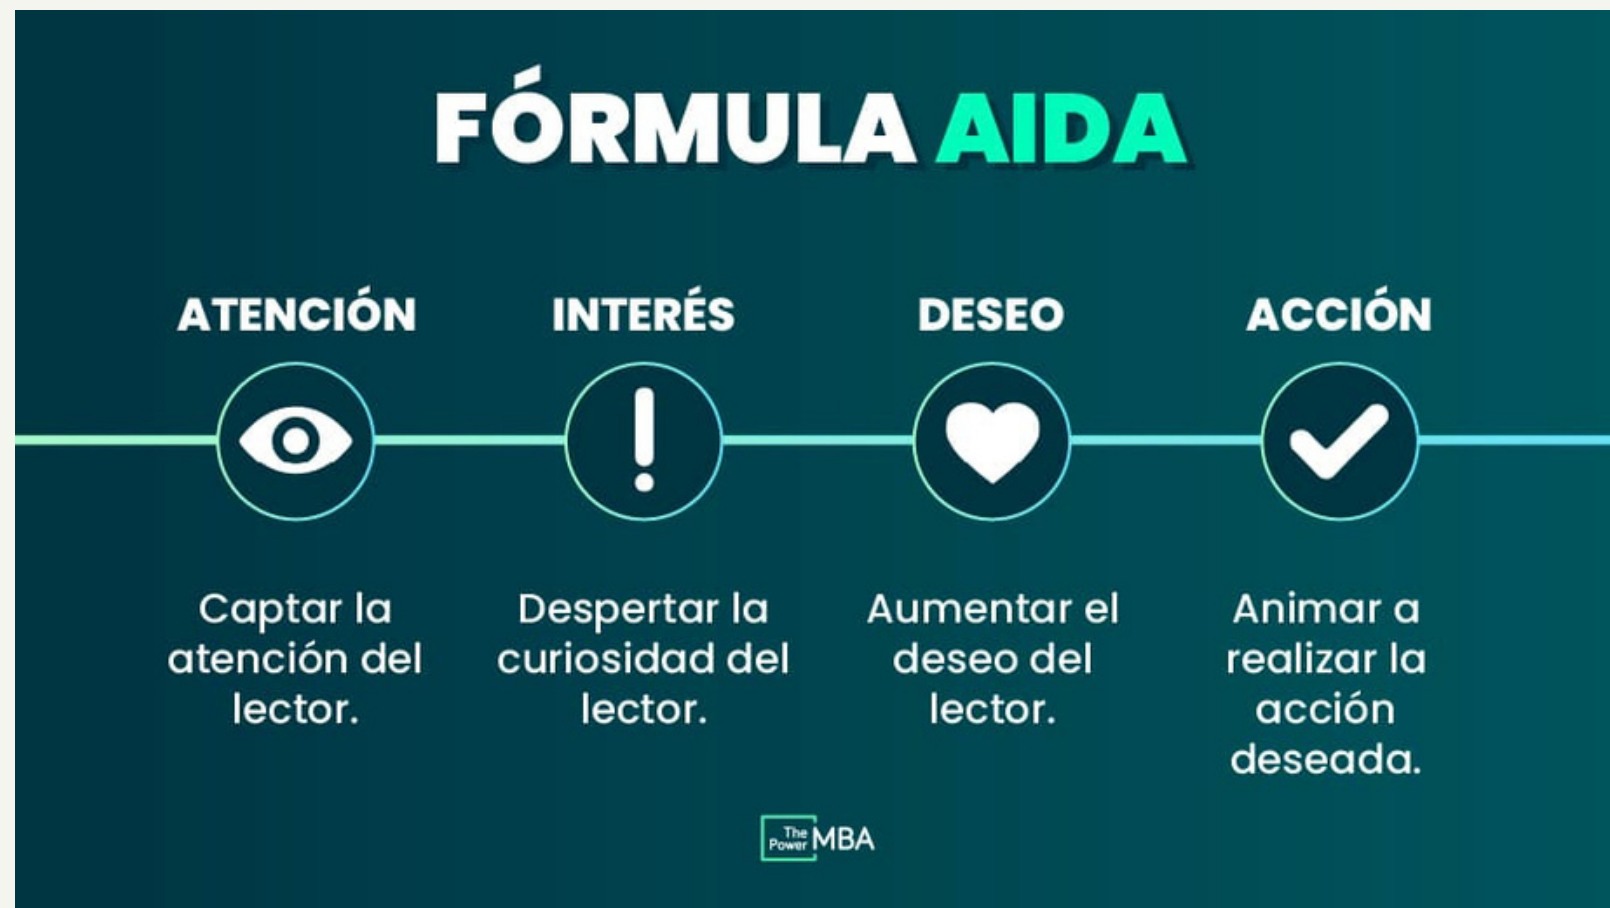 FÓRMULA AIDA
ATENCIÓN
Captar la
atención del
lector.
INTERÉS
Despertar la
curiosidad del
lector.
DESEO
Aumentar el
deseo del
lector.
ACCIÓN
Animar a
realizar la
acción
deseada.
The
Power MBA